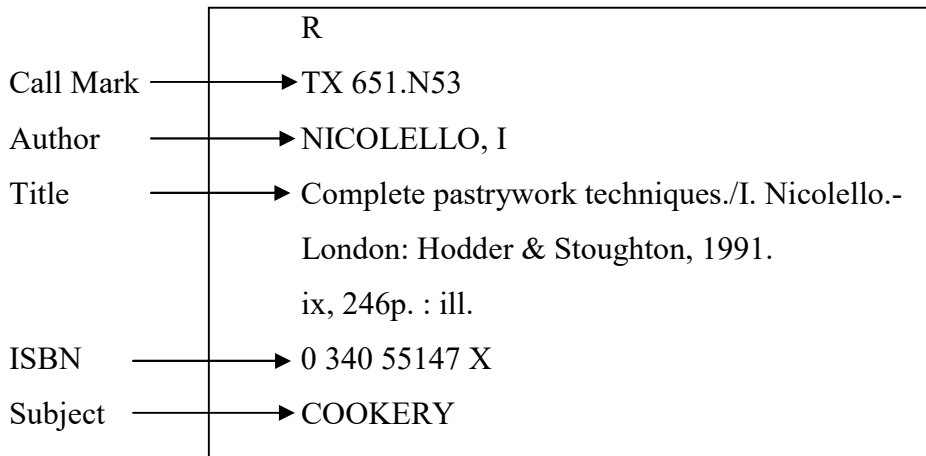 R
Call Mark TX 651.N53
Author NICOLELLO, I
Title Complete pastrywork techniques./I. Nicolello.-
London: Hodder & Stoughton, 1991.
ix, 246p. : ill.
ISBN 0 340 55147 X
Subject COOKERY